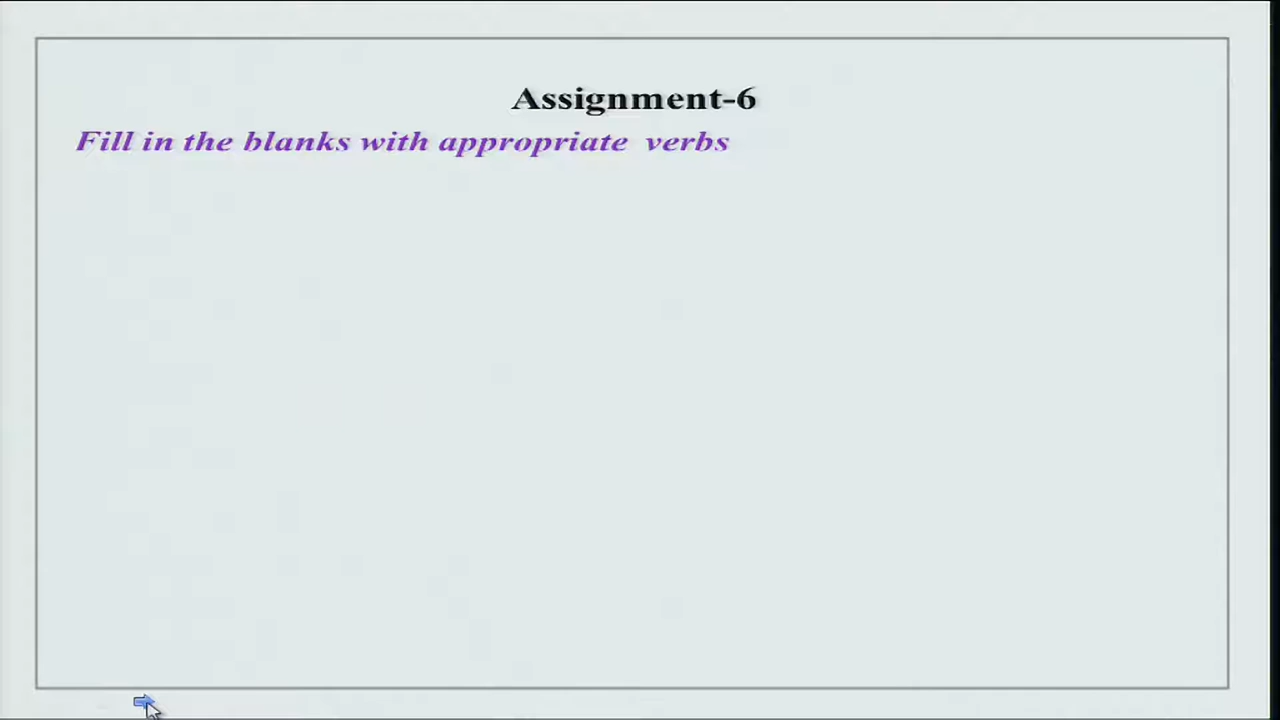 Assignment-6
Fill in the blanks with appropriate verbs